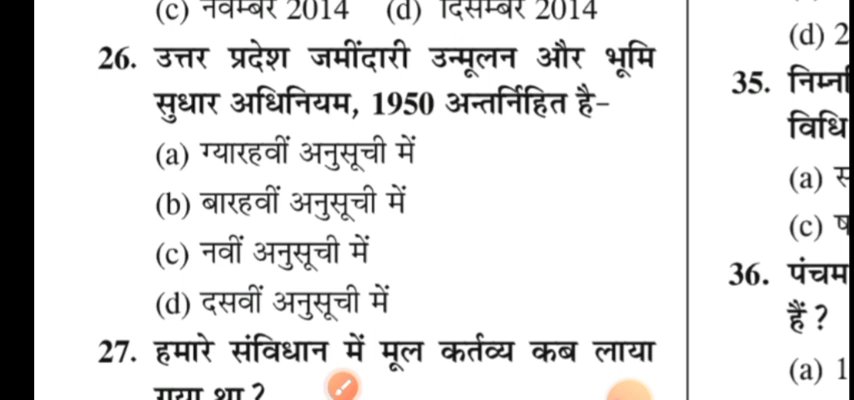 (c) नवम्बर 2014 (d) दिसम्बर 2014
26. उत्तर प्रदेश जमींदारी उन्मूलन और भूमि
सुधार अधिनियम, 1950 अन्तर्निहित है–
(a) ग्यारहवीं अनुसूची में
(b) बारहवीं अनुसूची में
(c) नवीं अनुसूची में
(d) दसवीं अनुसूची में
27. हमारे संविधान में मूल कर्तव्य कब लाया
गया था ?
(d) 2
35.
विधि
(a)
(c)
36. पंचम
हैं ?
(a) 1